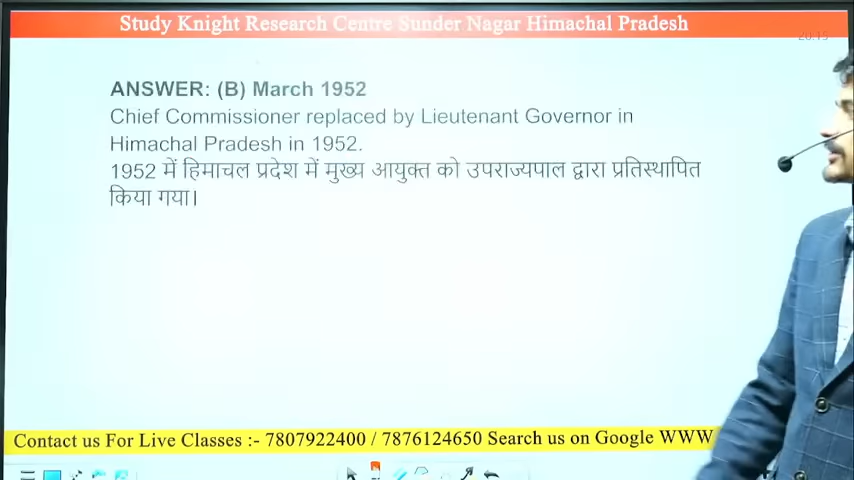 Study Knight Research Centre Sunder Nagar Himachal Pradesh
20:15
ANSWER: (B) March 1952
Chief Commissioner replaced by Lieutenant Governor in
Himachal Pradesh in 1952.
1952 में हिमाचल प्रदेश में मुख्य आयुक्त को उपराज्यपाल द्वारा प्रतिस्थापित
किया गया।
Contact us For Live Classes :- 7807922400 / 7876124650 Search us on Google WWW